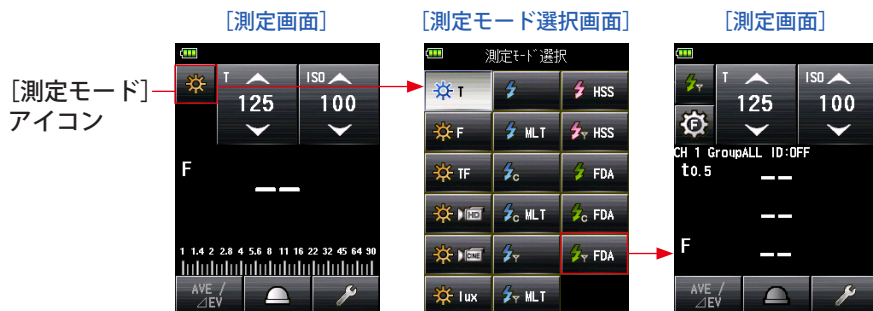 [測定画面]
[測定モード選択画面]
[測定画面]
[測定モード]
アイコン
T
ISO
125
100
F
1 1.4 2 2.8 4 5.6 8 11 16 22 32 45 64 90
AVE /
⊿EV
測定ﾓｰﾄﾞ選択
T
HSS
F
MLT
HSS
TF
C
FDA
HD
C MLT
C FDA
CINE
FDA
lux
MLT
T
ISO
125
100
F
CH 1 GroupALL ID:OFF
t0.5
F
AVE /
⊿EV